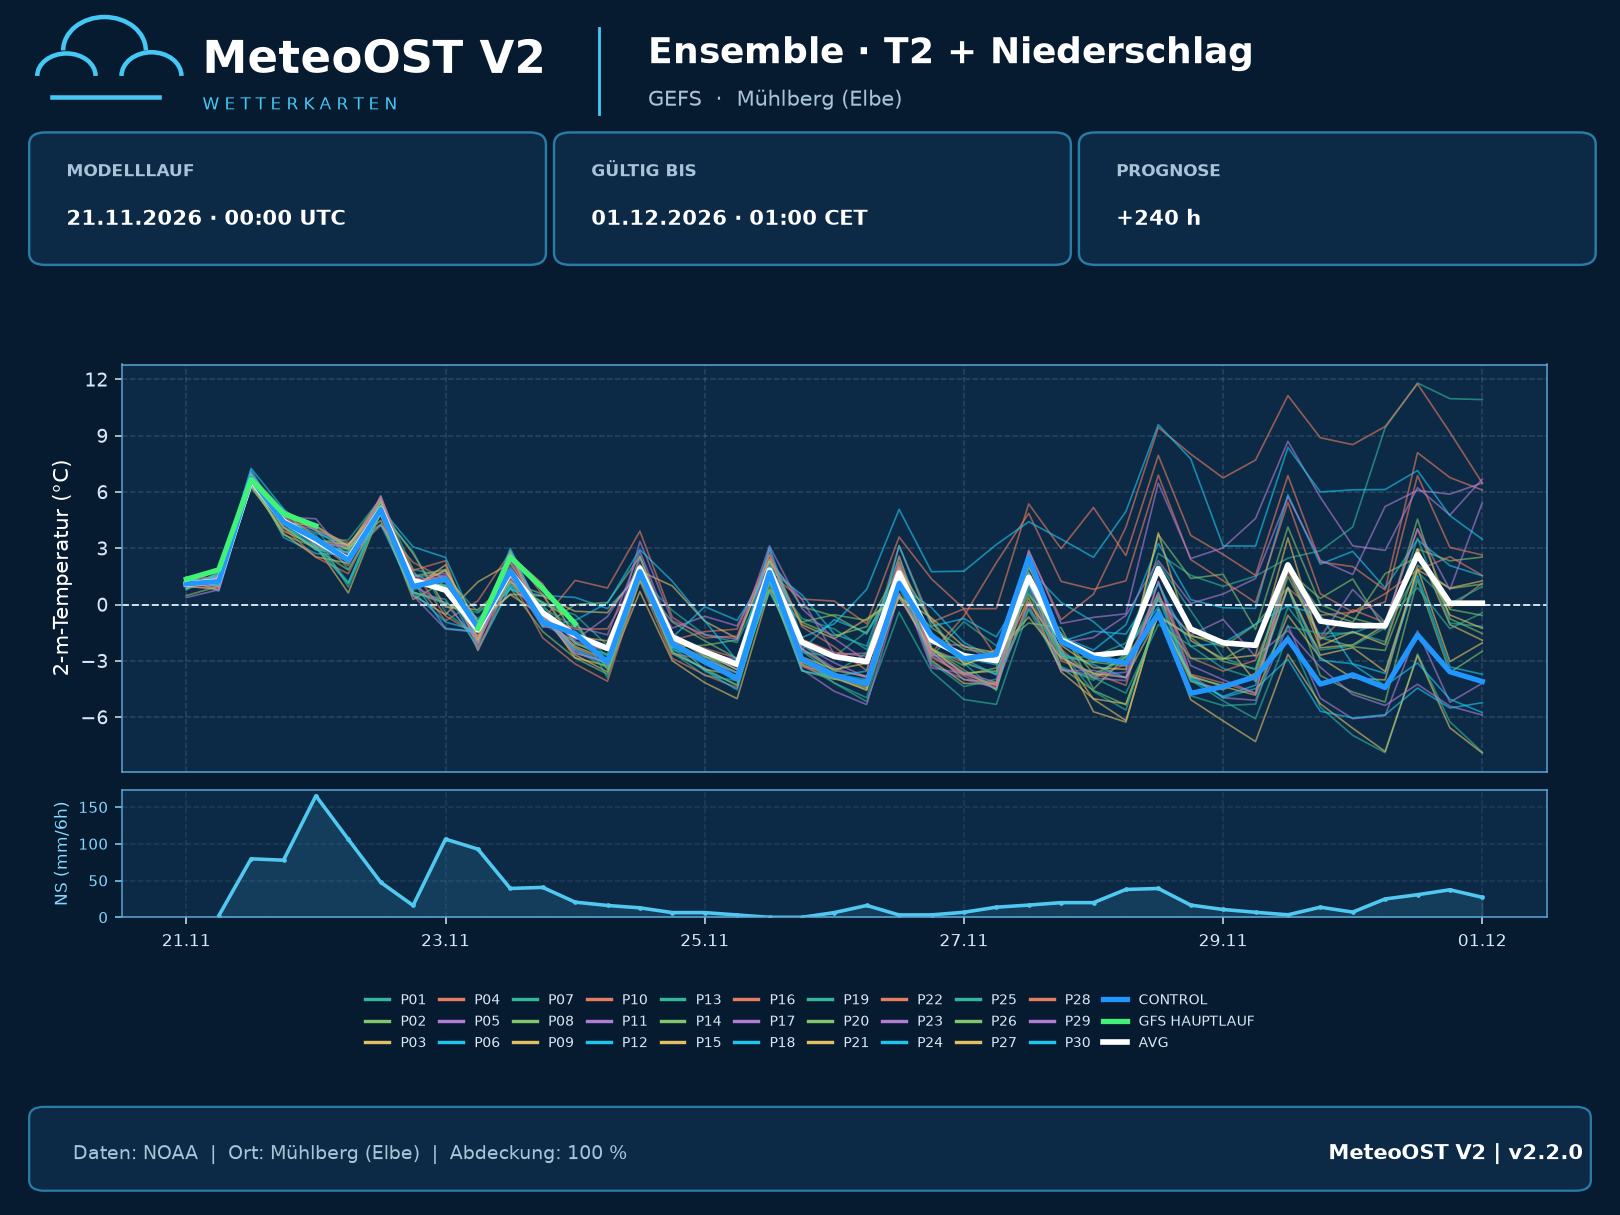 MeteoOST V2
WETTERKARTEN
Ensemble · T2 + Niederschlag
GEFS · Mühlberg (Elbe)
MODELLLAUF
21.11.2026 · 00:00 UTC
GÜLTIG BIS
01.12.2026 · 01:00 CET
PROGNOSE
+240 h
2-m-Temperatur (°C)
12
9
6
3
0
−3
−6
NS (mm/6h)
150
100
50
0
21.11 23.11 25.11 27.11 29.11 01.12
P01 P04 P07 P10 P13 P16 P19 P22 P25 P28 CONTROL
P02 P05 P08 P11 P14 P17 P20 P23 P26 P29 GFS HAUPTLAUF
P03 P06 P09 P12 P15 P18 P21 P24 P27 P30 AVG
Daten: NOAA | Ort: Mühlberg (Elbe) | Abdeckung: 100 %
MeteoOST V2 | v2.2.0